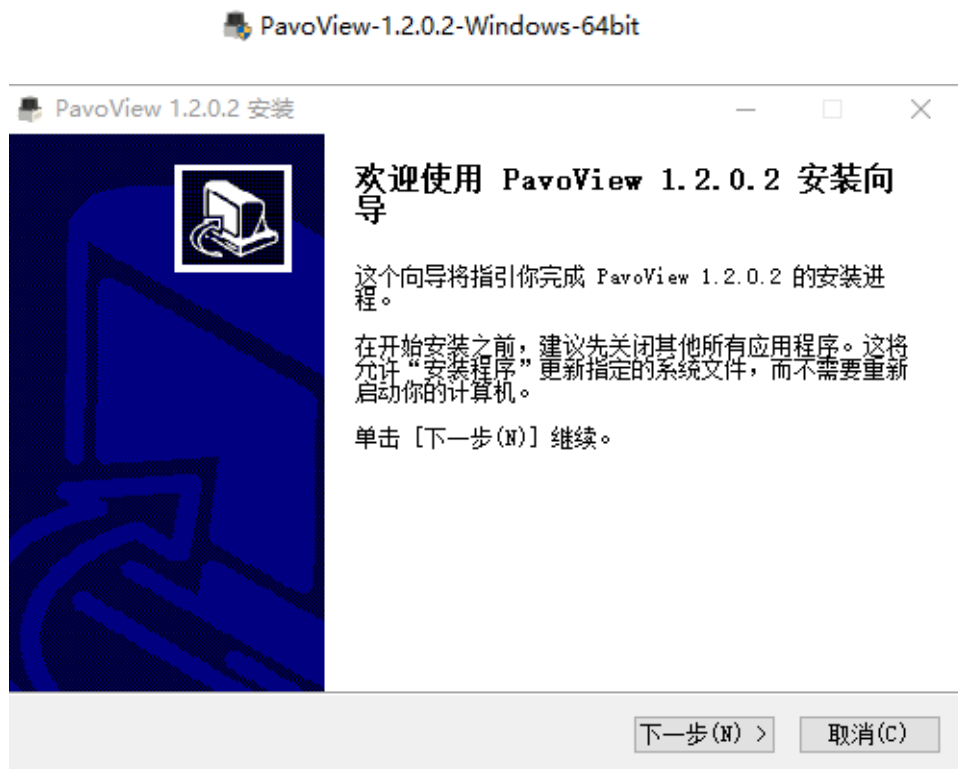 PavoView-1.2.0.2-Windows-64bit
PavoView 1.2.0.2 安装
欢迎使用 PavoView 1.2.0.2 安装向
导
这个向导将指引你完成 PavoView 1.2.0.2 的安装进
程。
在开始安装之前，建议先关闭其他所有应用程序。这将
允许“安装程序”更新指定的系统文件，而不需要重新
启动你的计算机。
单击 [下一步(N)] 继续。
下一步(N) >
取消(C)